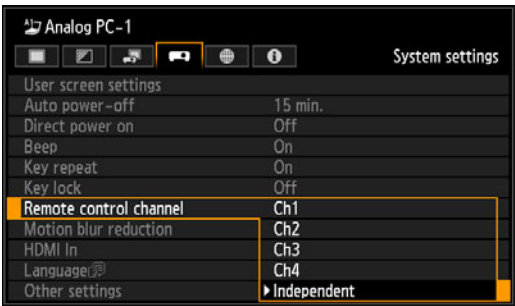 Analog PC-1
System settings
User screen settings
Auto power-off 15 min.
Direct power on Off
Beep On
Key repeat On
Key lock Off
Remote control channel Ch1
Motion blur reduction Ch2
HDMI In Ch3
Language Ch4
Other settings Independent